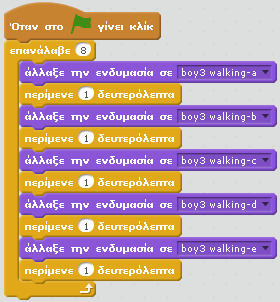 Όταν στο γίνει κλίκ
επανάλαβε 8
άλλαξε την ενδυμασία σε boy3 walking-a
περίμενε 1 δευτερόλεπτα
άλλαξε την ενδυμασία σε boy3 walking-b
περίμενε 1 δευτερόλεπτα
άλλαξε την ενδυμασία σε boy3 walking-c
περίμενε 1 δευτερόλεπτα
άλλαξε την ενδυμασία σε boy3 walking-d
περίμενε 1 δευτερόλεπτα
άλλαξε την ενδυμασία σε boy3 walking-e
περίμενε 1 δευτερόλεπτα